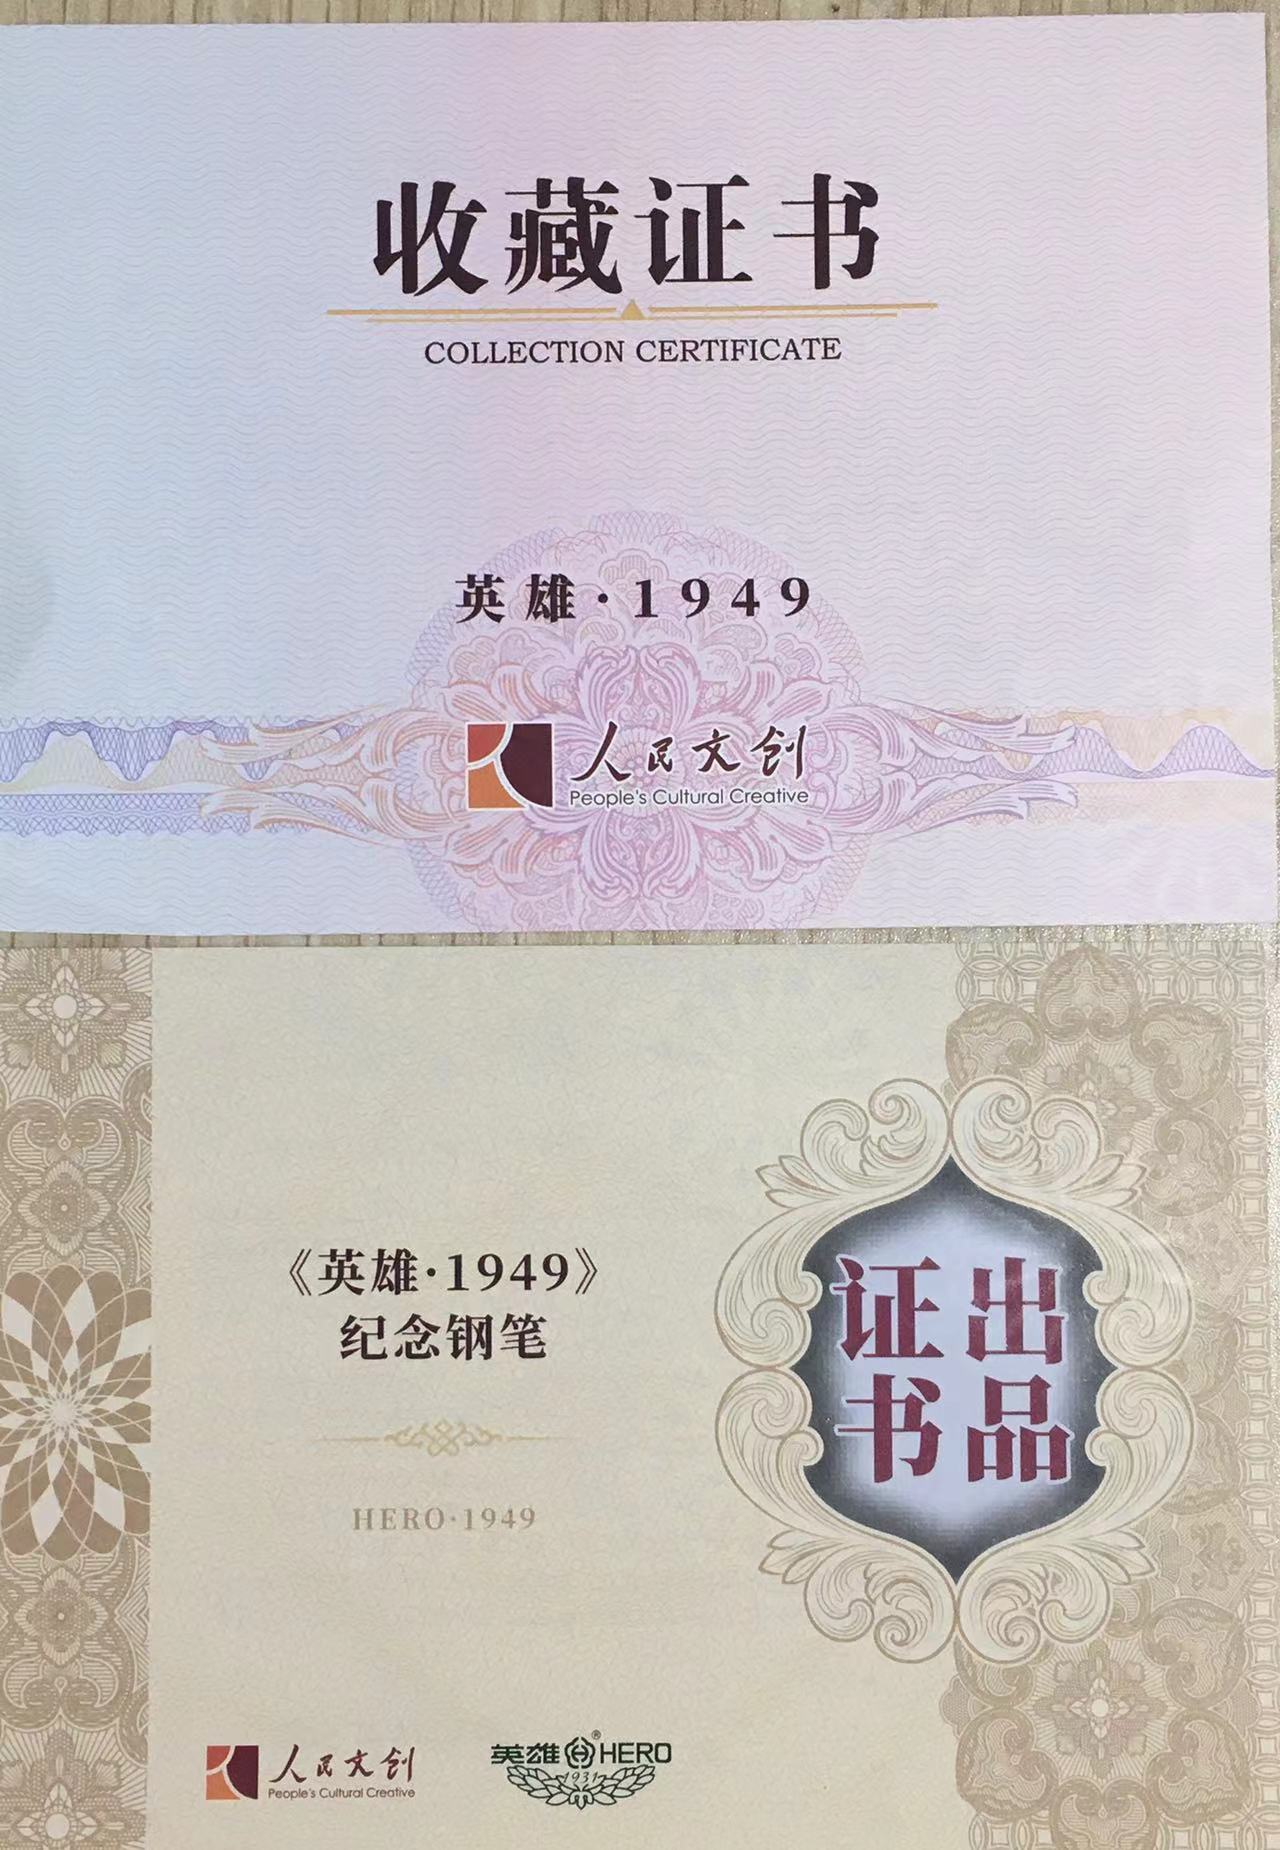 收藏证书
COLLECTION CERTIFICATE
英雄·1949
人民文创
People's Cultural Creative
《英雄·1949》
纪念钢笔
HERO·1949
出品
证书
人民文创
People's Cultural Creative
英雄®HERO
1931